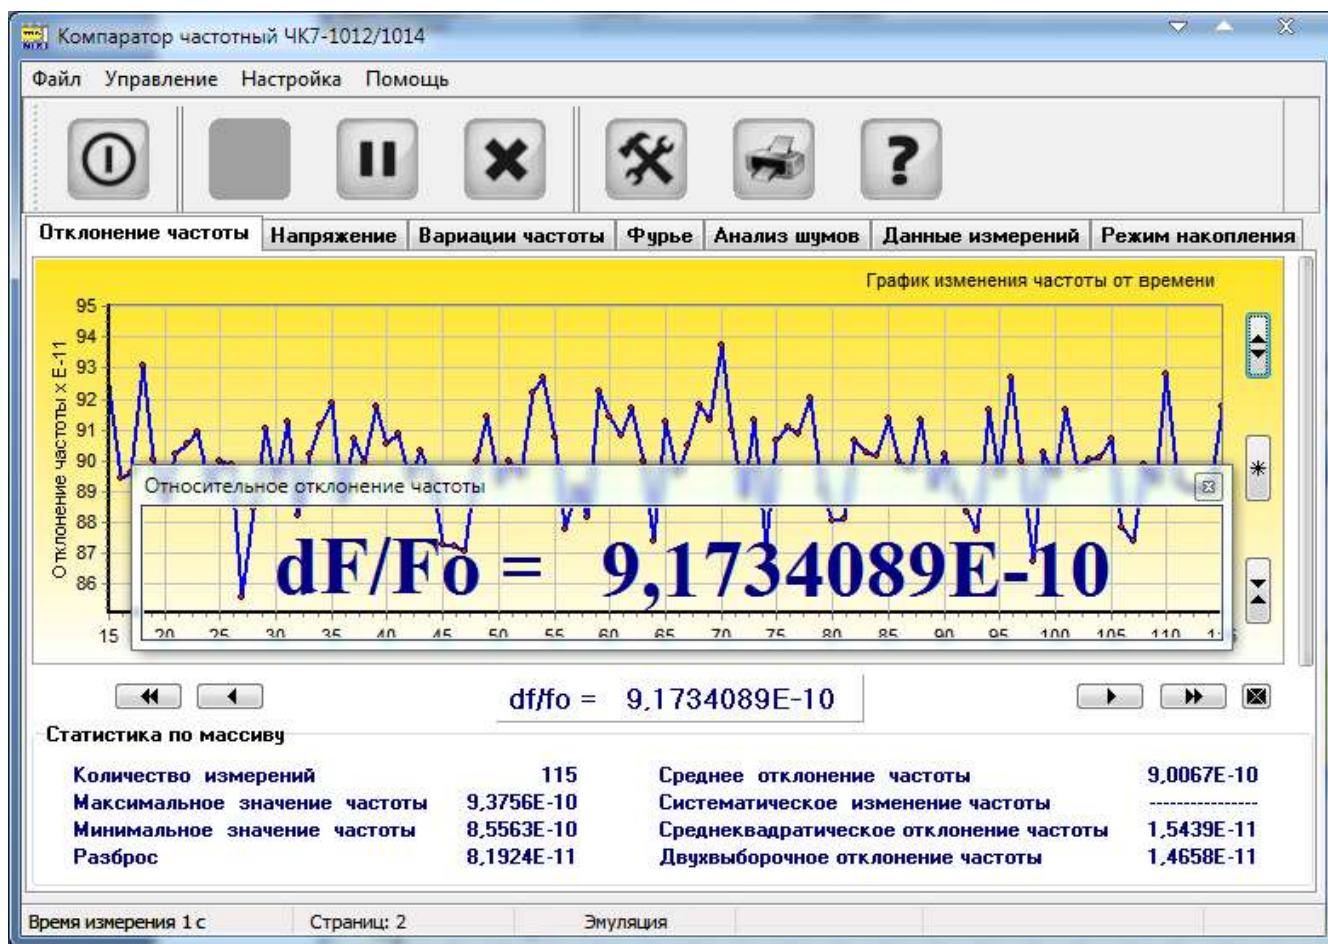 Компаратор частотный ЧК7-1012/1014
Файл Управление Настройка Помощь
Отклонение частоты Напряжение Вариации частоты Фурье Анализ шумов Данные измерений Режим накопления
График изменения частоты от времени
Отклонение частоты x E-11
95
94
93
92
91
90
89
88
87
86
Относительное отклонение частоты
dF/Fo = 9,1734089E-10
15 20 25 30 35 40 45 50 55 60 65 70 75 80 85 90 95 100 105 110
df/fo = 9,1734089E-10
Статистика по массиву
Количество измерений 115 Среднее отклонение частоты 9,0067E-10
Максимальное значение частоты 9,3756E-10 Систематическое изменение частоты ---------------
Минимальное значение частоты 8,5563E-10 Среднеквадратическое отклонение частоты 1,5439E-11
Разброс 8,1924E-11 Двухвыборочное отклонение частоты 1,4658E-11
Время измерения 1 с Страниц: 2 Эмуляция